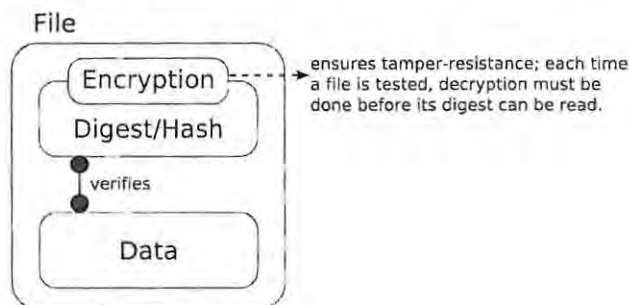 File
Encryption
Digest/Hash
verifies
Data
ensures tamper-resistance; each time
a file is tested, decryption must be
done before its digest can be read.